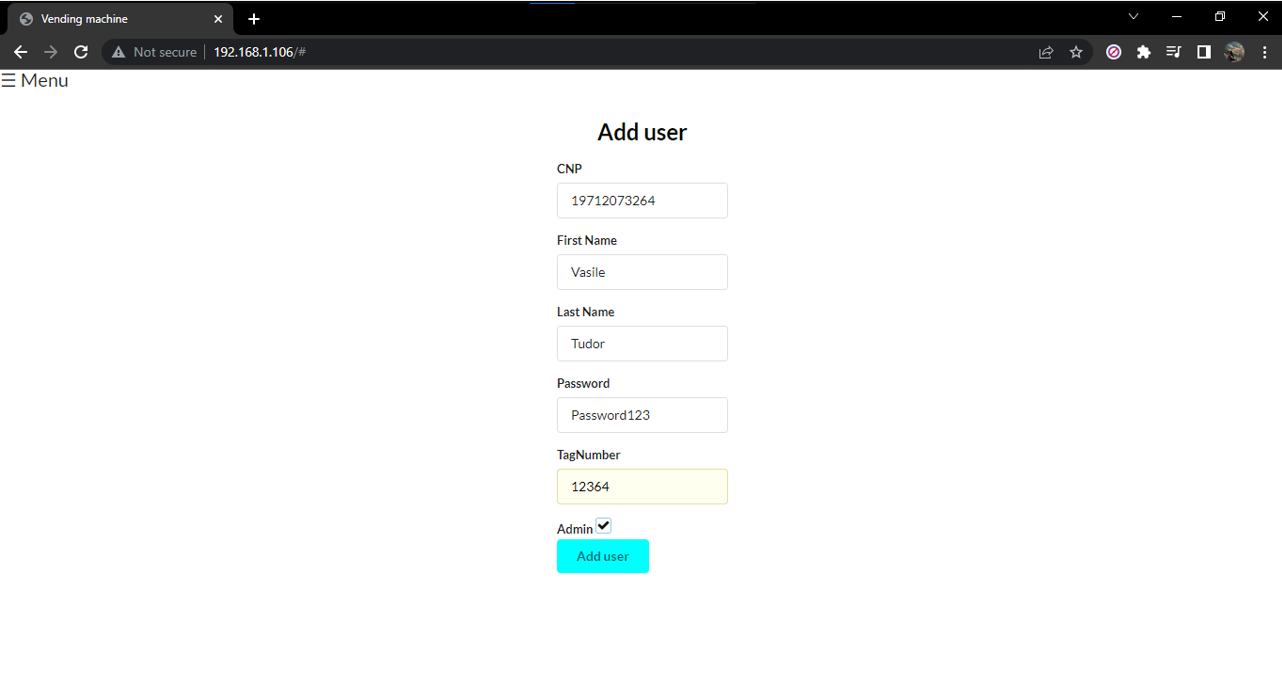 Vending machine
Not secure 192.168.1.106/#
☰ Menu
Add user
CNP
19712073264
First Name
Vasile
Last Name
Tudor
Password
Password123
TagNumber
12364
Admin
Add user